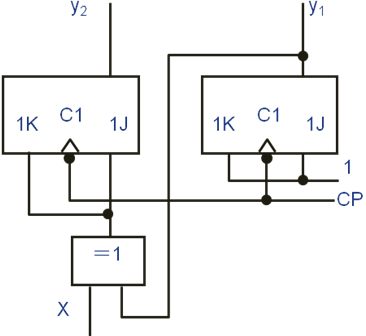 y₂ y₁
1K C1 1J 1K C1 1J
1
CP
=1
X